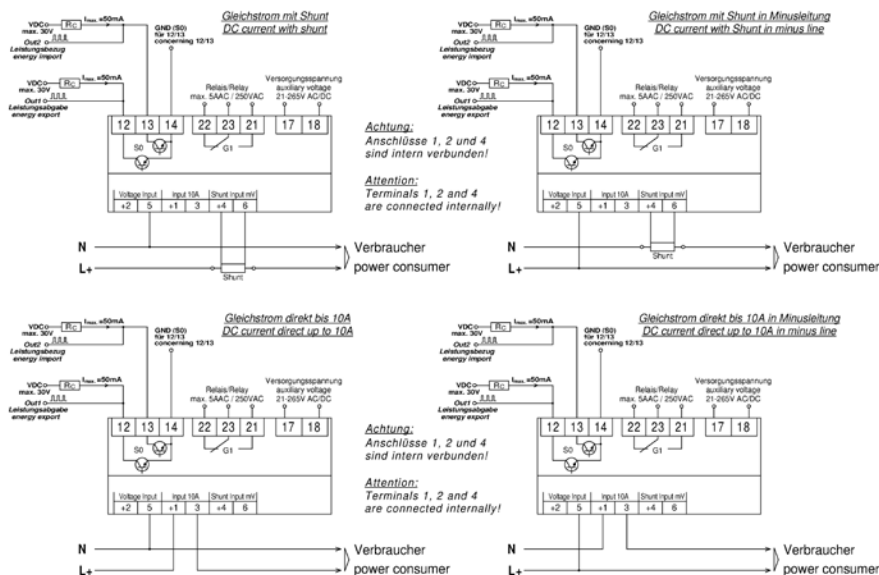 Gleichstrom mit Shunt
DC current with shunt
VDC
max. 30V
RC
Imax. =50mA
Out2
Leistungsbezug
energy import
GND (S0)
für 12/13
concerning 12/13
VDC
max. 30V
RC
Imax. =50mA
Out1
Leistungsabgabe
energy export
Relais/Relay
max. 5AAC / 250VAC
Versorgungsspannung
auxiliary voltage
21-265V AC/DC
12 13 14 22 23 21 17 18
S0
G1
Voltage Input Input 10A Shunt Input mV
+2 5 +1 3 +4 6
N
L+
Shunt
Verbraucher
power consumer
Achtung:
Anschlüsse 1, 2 und 4
sind intern verbunden!
Attention:
Terminals 1, 2 and 4
are connected internally!
Gleichstrom mit Shunt in Minusleitung
DC current with Shunt in minus line
VDC
max. 30V
RC
Imax. =50mA
Out2
Leistungsbezug
energy import
GND (S0)
für 12/13
concerning 12/13
VDC
max. 30V
RC
Imax. =50mA
Out1
Leistungsabgabe
energy export
Relais/Relay
max. 5AAC / 250VAC
Versorgungsspannung
auxiliary voltage
21-265V AC/DC
12 13 14 22 23 21 17 18
S0
G1
Voltage Input Input 10A Shunt Input mV
+2 5 +1 3 +4 6
N
L+
Shunt
Verbraucher
power consumer
Gleichstrom direkt bis 10A
DC current direct up to 10A
VDC
max. 30V
RC
Imax. =50mA
Out2
Leistungsbezug
energy import
GND (S0)
für 12/13
concerning 12/13
VDC
max. 30V
RC
Imax. =50mA
Out1
Leistungsabgabe
energy export
Relais/Relay
max. 5AAC / 250VAC
Versorgungsspannung
auxiliary voltage
21-265V AC/DC
12 13 14 22 23 21 17 18
S0
G1
Voltage Input Input 10A Shunt Input mV
+2 5 +1 3 +4 6
N
L+
Verbraucher
power consumer
Achtung:
Anschlüsse 1, 2 und 4
sind intern verbunden!
Attention:
Terminals 1, 2 and 4
are connected internally!
Gleichstrom direkt bis 10A in Minusleitung
DC current direct up to 10A in minus line
VDC
max. 30V
RC
Imax. =50mA
Out2
Leistungsbezug
energy import
GND (S0)
für 12/13
concerning 12/13
VDC
max. 30V
RC
Imax. =50mA
Out1
Leistungsabgabe
energy export
Relais/Relay
max. 5AAC / 250VAC
Versorgungsspannung
auxiliary voltage
21-265V AC/DC
12 13 14 22 23 21 17 18
S0
G1
Voltage Input Input 10A Shunt Input mV
+2 5 +1 3 +4 6
N
L+
Verbraucher
power consumer